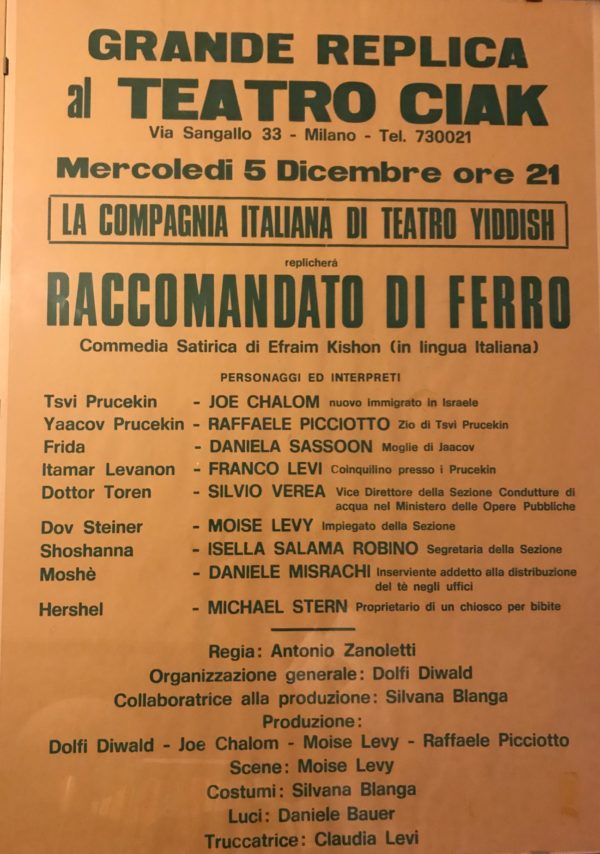 GRANDE REPLICA
al TEATRO CIAK
Via Sangallo 33 - Milano - Tel. 730021
Mercoledi 5 Dicembre ore 21
LA COMPAGNIA ITALIANA DI TEATRO YIDDISH
replicherá
RACCOMANDATO DI FERRO
Commedia Satirica di Efraim Kishon (in lingua Italiana)
PERSONAGGI ED INTERPRETI
Tsvi Prucekin - JOE CHALOM nuovo immigrato in Israele
Yaacov Prucekin - RAFFAELE PICCIOTTO Zio di Tsvi Prucekin
Frida - DANIELA SASSOON Moglie di Jaacov
Itamar Levanon - FRANCO LEVI Coinquilino presso i Prucekin
Dottor Toren - SILVIO VEREA Vice Direttore della Sezione Condutture di
acqua nel Ministero delle Opere Pubbliche
Dov Steiner - MOISE LEVY Impiegato della Sezione
Shoshanna - ISELLA SALAMA ROBINO Segretaria della Sezione
Moshè - DANIELE MISRACHI Inserviente addetto alla distribuzione
del tè negli uffici
Hershel - MICHAEL STERN Proprietario di un chiosco per bibite
Regia: Antonio Zanoletti
Organizzazione generale: Dolfi Diwald
Collaboratrice alla produzione: Silvana Blanga
Produzione:
Dolfi Diwald - Joe Chalom - Moise Levy - Raffaele Picciotto
Scene: Moise Levy
Costumi: Silvana Blanga
Luci: Daniele Bauer
Truccatrice: Claudia Levi